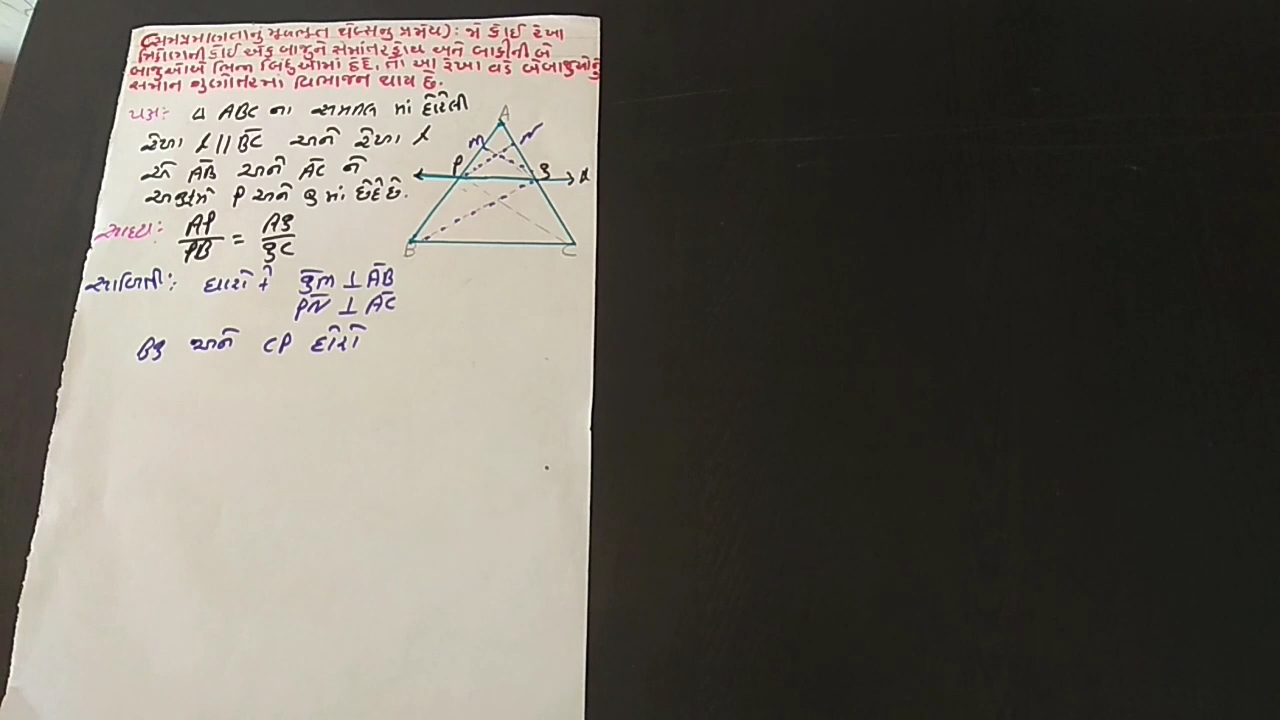 (સમપ્રમાણતાનું મૂળભૂત થેલ્સનુ પ્રમેય): જો કોઈ રેખા
ત્રિકોણની કોઈ એક બાજુને સમાંતર હોય અને બાકીની બે
બાજુઓને ભિન્ન બિંદુઓમાં છેદે, તો આ રેખા વડે બે બાજુઓનું
સમાન ગુણોત્તરમાં વિભાજન થાય છે.
પક્ષ: △ ABC ના સમતલ માં દોરેલી
રેખા l || BC અને રેખા l
એ AB અને AC ને
અનુક્રમે P અને Q માં છેદે છે.
સાધ્ય: AP/PB = AQ/QC
સાબિતી: ધારો કે QM ⊥ AB
PN ⊥ AC
BQ અને CP દોરો
A
M N
P Q l
B C